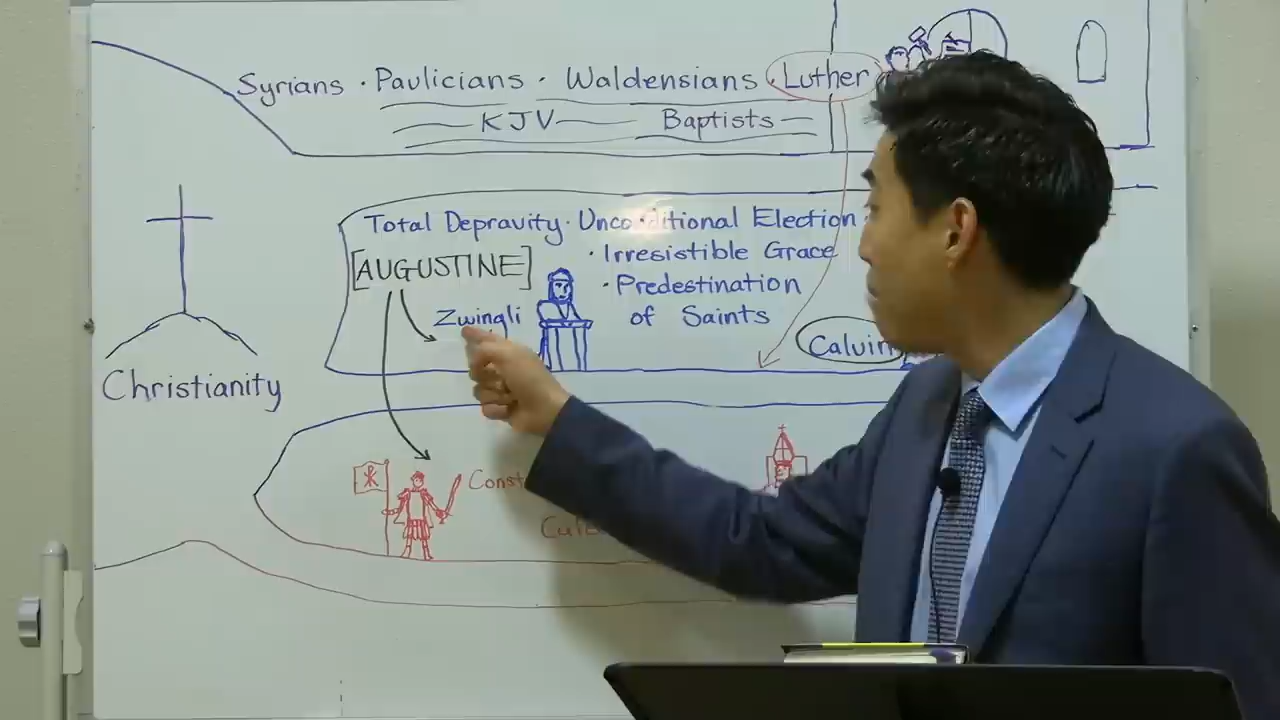 Syrians · Paulicians · Waldensians Luther
KJV Baptists
Total Depravity · Unconditional Election
· Irresistible Grace
[AUGUSTINE]
· Predestination
of Saints
Zwingli
Calvin
Christianity